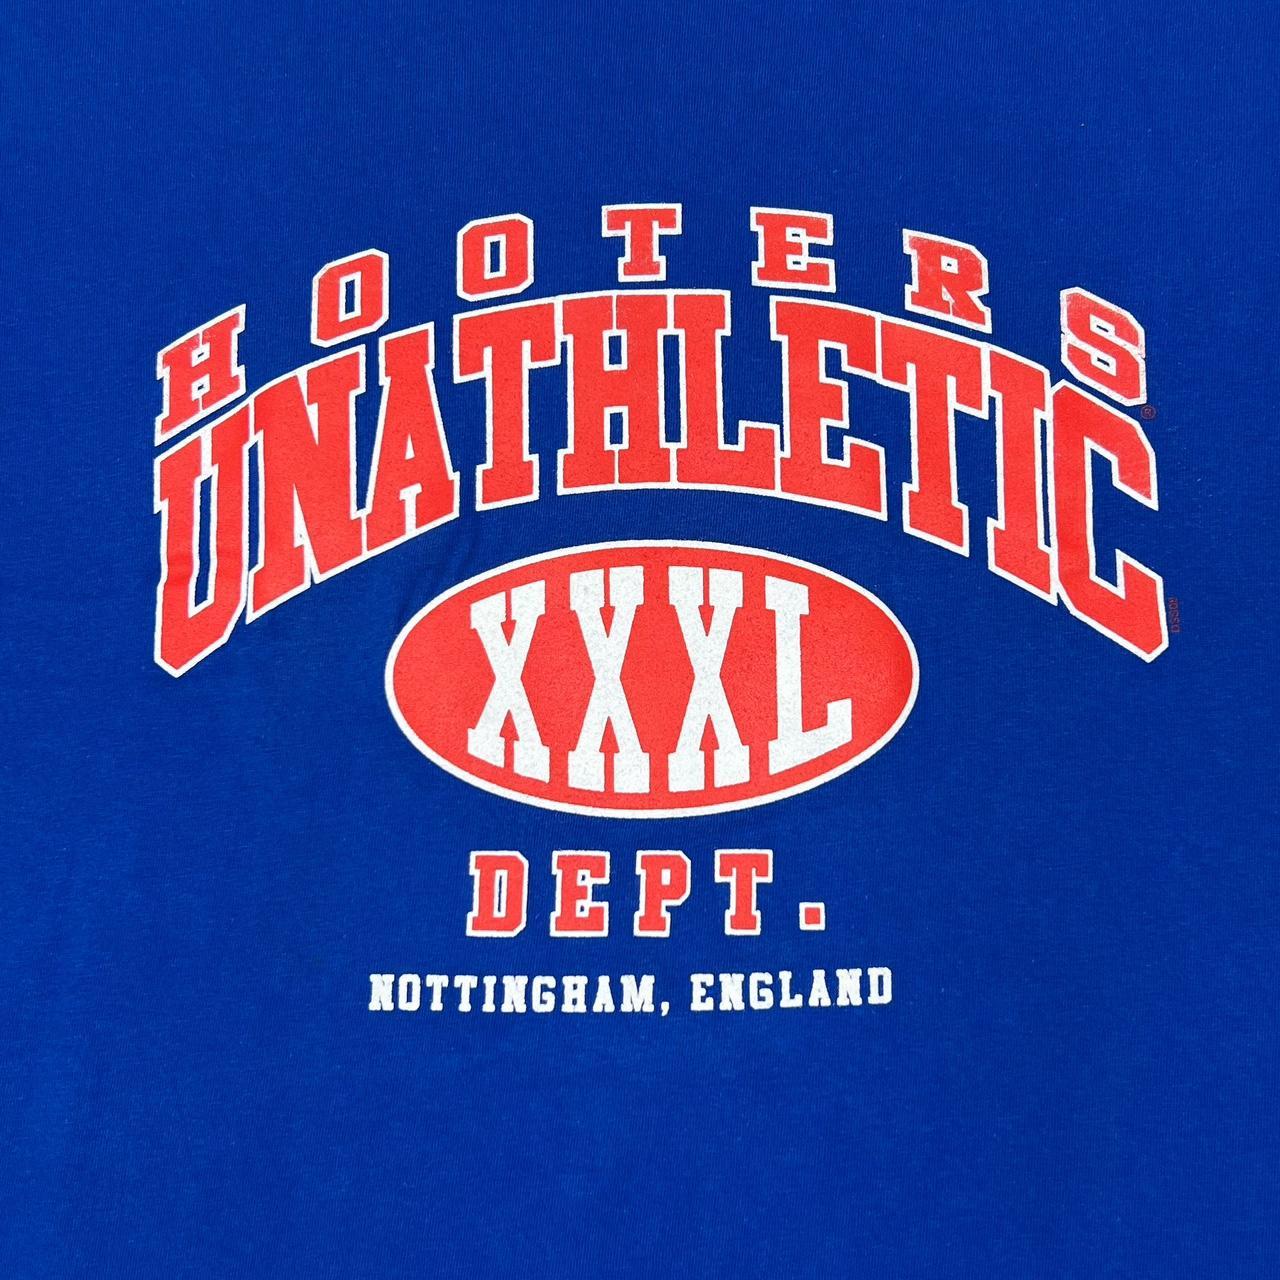 HOOTERS
UNATHLETIC
®
XXXL
DEPT.
NOTTINGHAM, ENGLAND